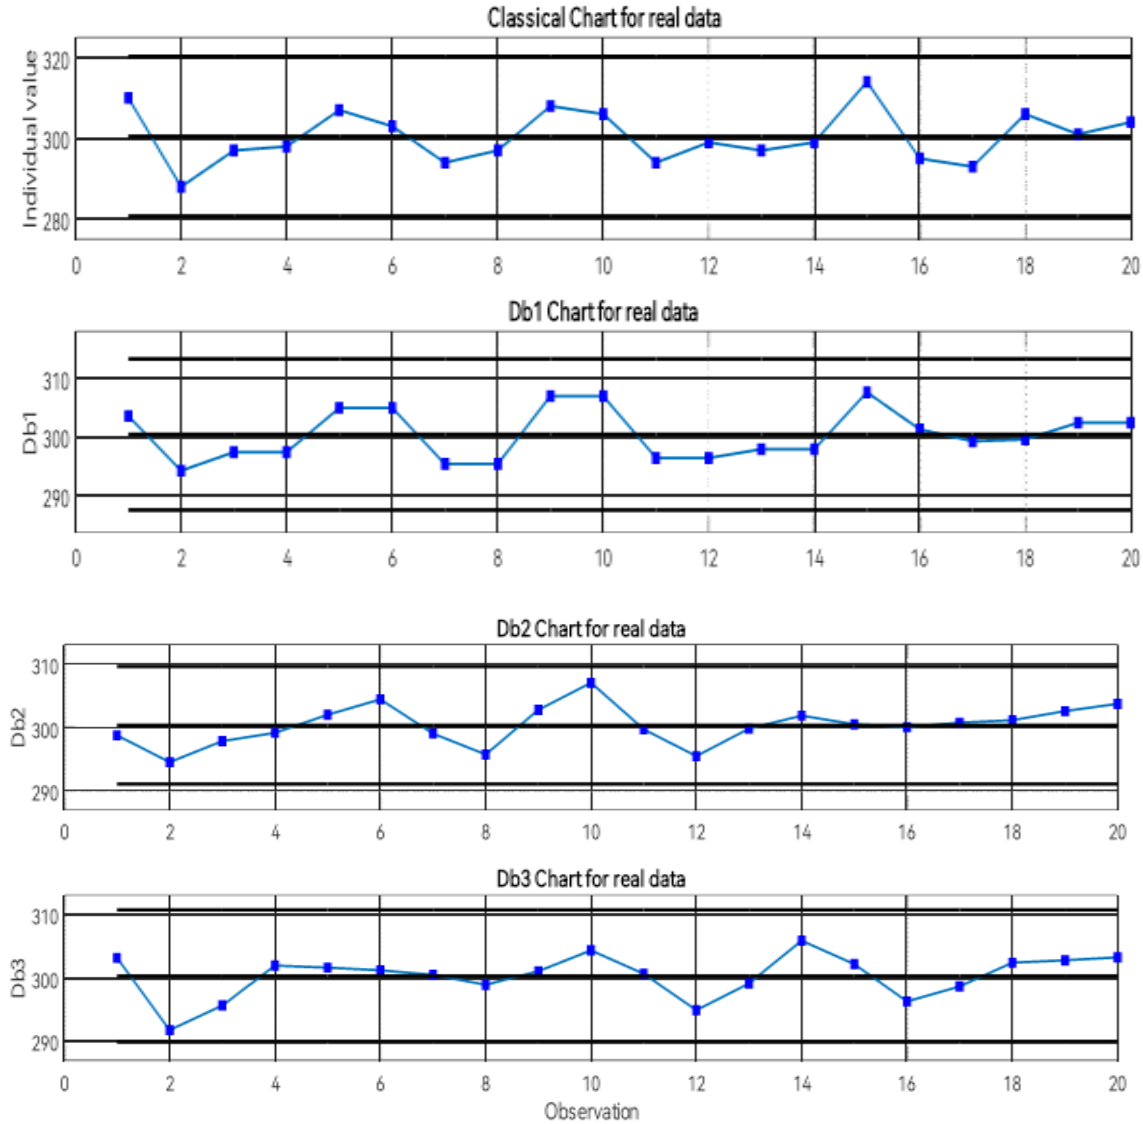 Classical Chart for real data
Individual value
320
300
280
0 2 4 6 8 10 12 14 16 18 20
Db1 Chart for real data
Db1
310
300
290
0 2 4 6 8 10 12 14 16 18 20
Db2 Chart for real data
Db2
310
300
290
0 2 4 6 8 10 12 14 16 18 20
Db3 Chart for real data
Db3
310
300
290
0 2 4 6 8 10 12 14 16 18 20
Observation